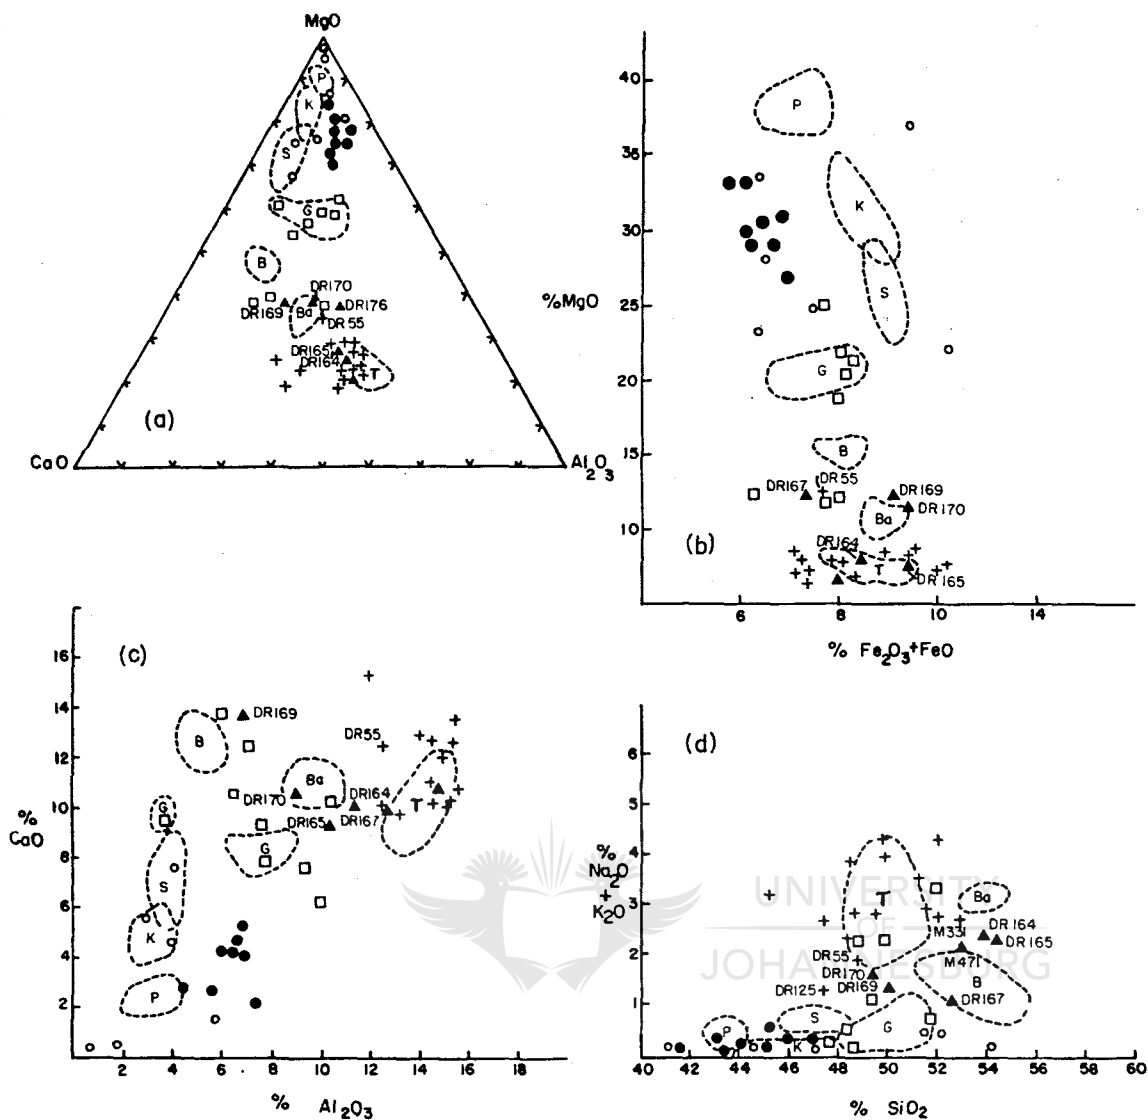 MgO
P
K
S
G
B
DR170
DR169
Ba
DR176
DR55
DR165
DR164
T
(a)
CaO
Al2O3
%MgO
40
35
30
25
20
15
10
P
K
S
G
B
DR167
DR55
DR169
DR170
Ba
DR164
T
DR165
(b)
6
8
10
12
14
% Fe2O3+FeO
(c)
% CaO
16
14
12
10
8
6
4
2
B
DR169
DR55
Ba
DR170
DR164
T
G
DR165
DR167
G
S
K
P
2
4
6
8
10
12
14
16
18
% Al2O3
(d)
%
Na2O
+
K2O
6
5
4
3
2
1
T
Ba
M331
DR164
DR165
DR55
M471
DR170
B
DR125
DR169
DR167
P
S
G
K
40
44
46
48
50
52
54
56
58
60
% SiO2
UNIVERSITY
OF
JOHANNESBURG